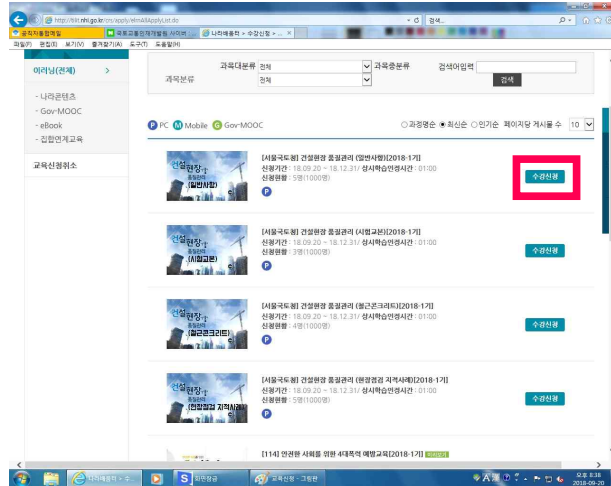 http://bti.nhi.go.kr/crs/apply/elrnAllApplyList.do
검색...
공직자통합메일
국토교통인재개발원 사이버...
나라배움터 > 수강신청 > ...
파일(F) 편집(E) 보기(V) 즐겨찾기(A) 도구(T) 도움말(H)
이러닝(전체) >
- 나라콘텐츠
- Gov-MOOC
- eBook
- 집합연계교육
교육신청취소
과목분류
과목대분류 전체
과목중분류
전체
검색어입력
검색
P PC M Mobile G Gov-MOOC
과정명순 최신순 인기순 페이지당 게시물 수 10
건설현장
품질관리
(일반사항)
[서울국토청] 건설현장 품질관리 (일반사항)[2018-1기]
신청기간 : 18.09.20 ~ 18.12.31/ 상시학습인정시간 : 01:00
신청현황 : 5명(1000명)
P
수강신청
건설현장
품질관리
(시험교본)
[서울국토청] 건설현장 품질관리 (시험교본)[2018-1기]
신청기간 : 18.09.20 ~ 18.12.31/ 상시학습인정시간 : 01:00
신청현황 : 3명(1000명)
P
수강신청
건설현장
품질관리
(철근콘크리트)
[서울국토청] 건설현장 품질관리 (철근콘크리트)[2018-1기]
신청기간 : 18.09.20 ~ 18.12.31/ 상시학습인정시간 : 01:00
신청현황 : 4명(1000명)
P
수강신청
건설현장
품질관리
(현장점검 지적사례)
[서울국토청] 건설현장 품질관리 (현장점검 지적사례)[2018-1기]
신청기간 : 18.09.20 ~ 18.12.31/ 상시학습인정시간 : 01:00
신청현황 : 5명(1000명)
P
수강신청
[114] 안전한 사회를 위한 4대폭력 예방교육[2018-1기]
나라배움터 > 수...
화면캡공
교육신청 - 그림판
오후 8:38
2018-09-20